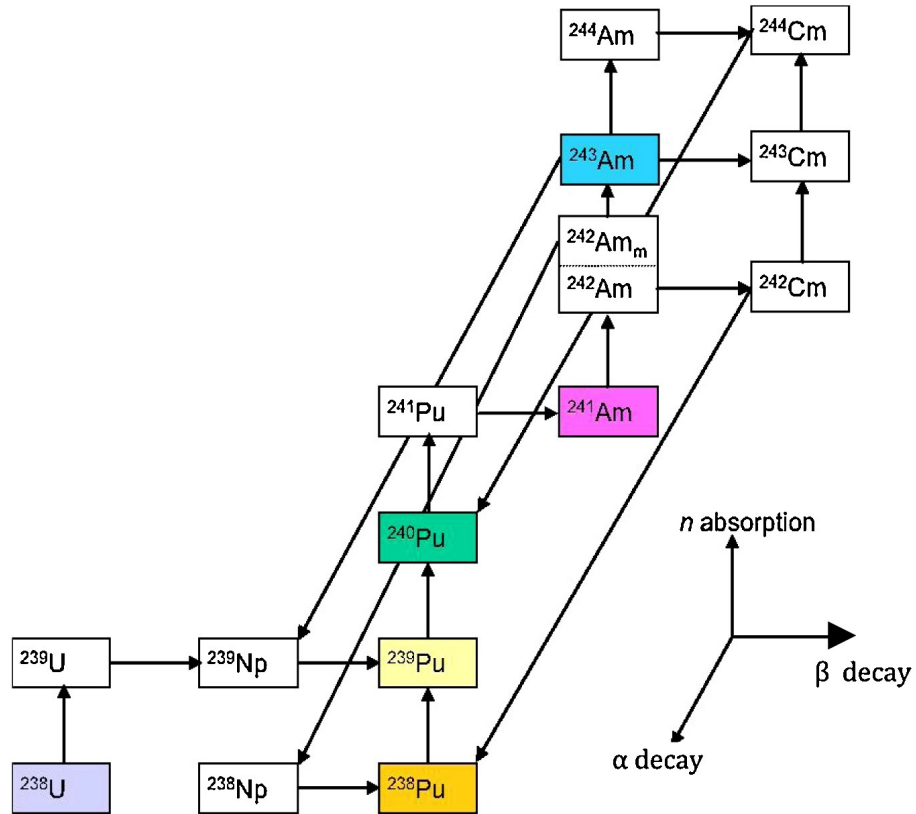 ²⁴⁴Am
²⁴⁴Cm
²⁴³Am
²⁴³Cm
²⁴²Amₘ
²⁴²Am
²⁴²Cm
²⁴¹Pu
²⁴¹Am
²⁴⁰Pu
n absorption
²³⁹U
²³⁹Np
²³⁹Pu
β decay
α decay
²³⁸U
²³⁸Np
²³⁸Pu